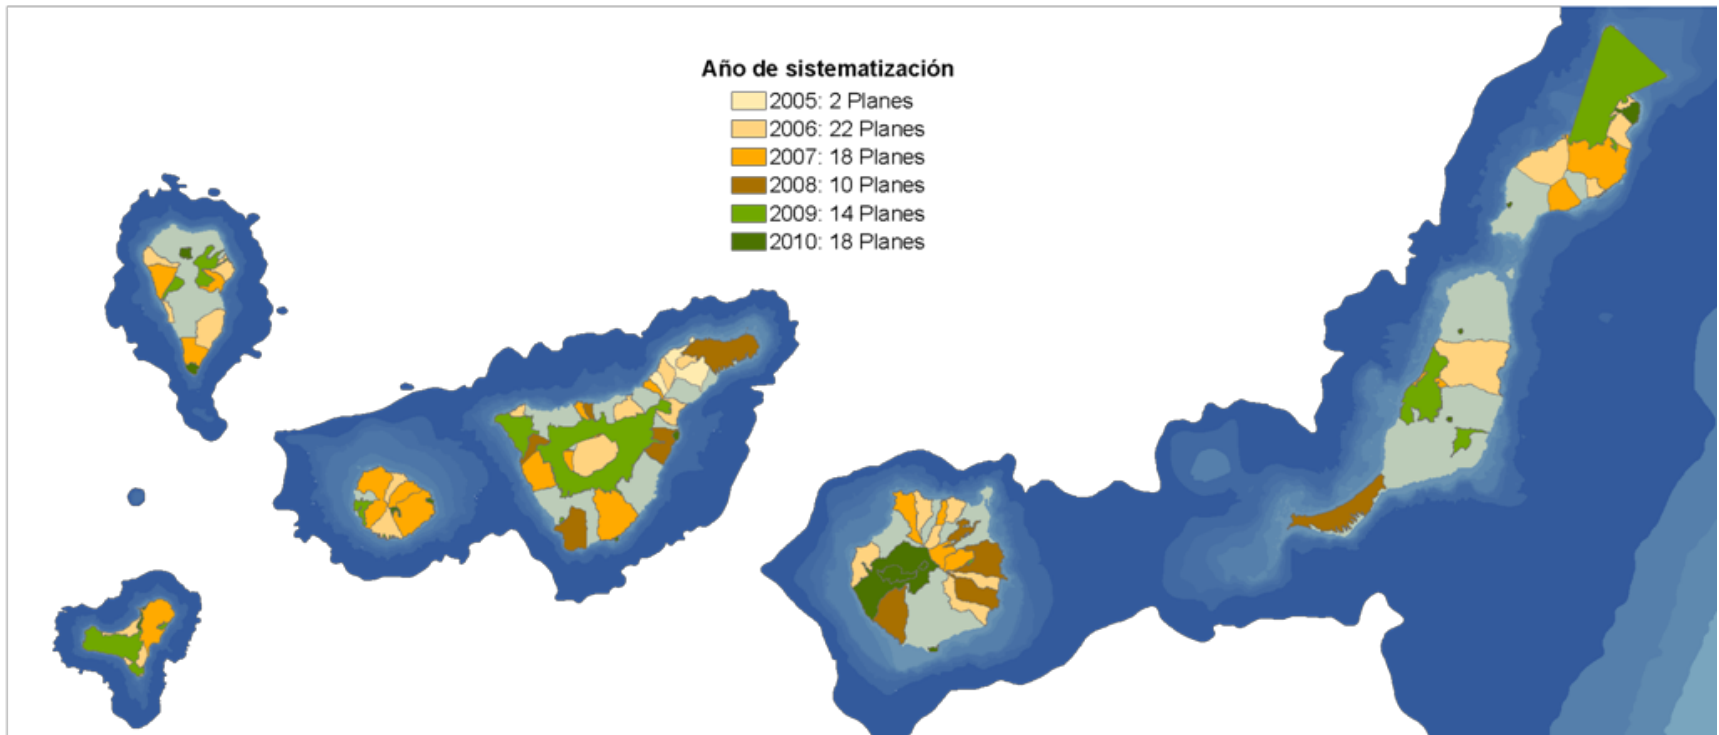 Año de sistematización
2005: 2 Planes
2006: 22 Planes
2007: 18 Planes
2008: 10 Planes
2009: 14 Planes
2010: 18 Planes